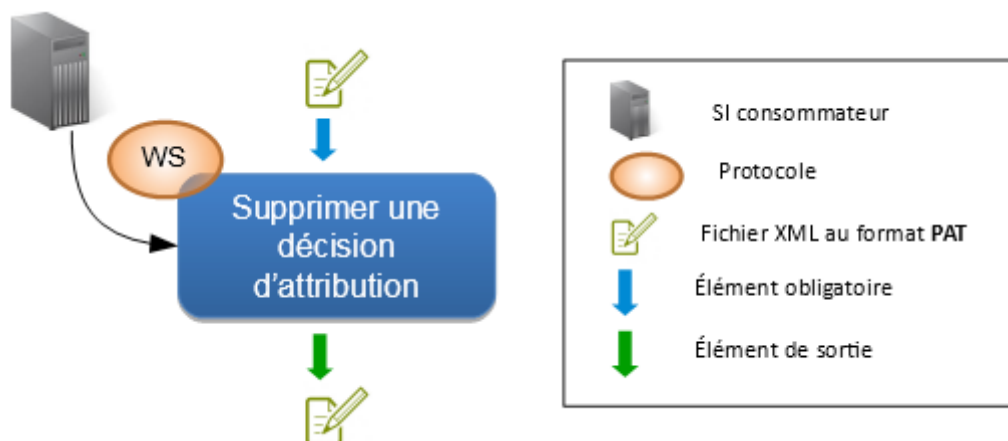 WS
Supprimer une
décision
d'attribution
SI consommateur
Protocole
Fichier XML au format PAT
Élément obligatoire
Élément de sortie